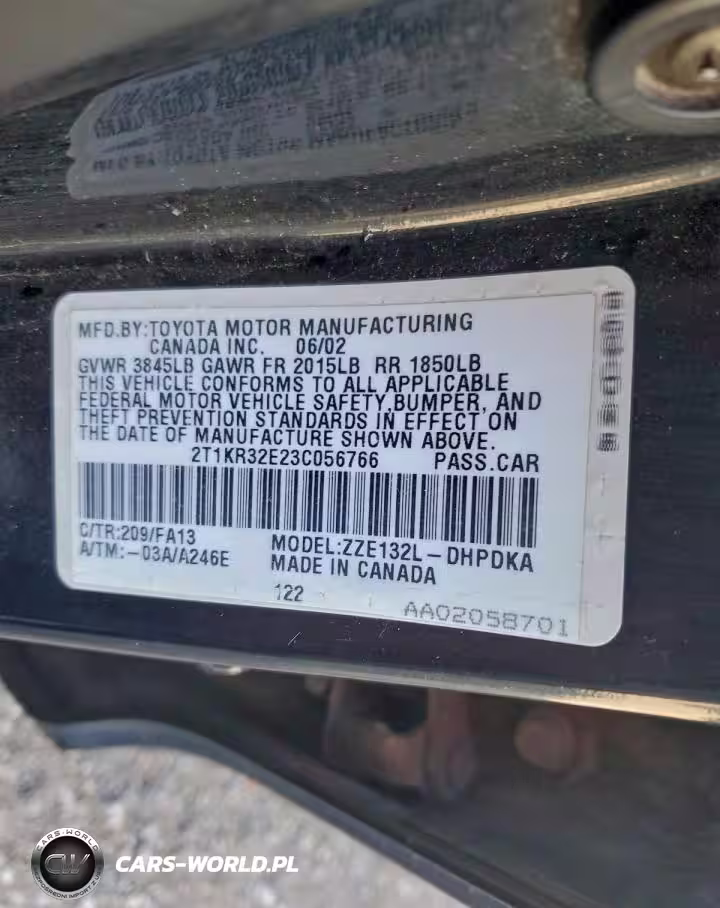 MFD.BY:TOYOTA MOTOR MANUFACTURING
CANADA INC. 06/02
GVWR 3845LB GAWR FR 2015LB RR 1850LB
THIS VEHICLE CONFORMS TO ALL APPLICABLE
FEDERAL MOTOR VEHICLE SAFETY,BUMPER, AND
THEFT PREVENTION STANDARDS IN EFFECT ON
THE DATE OF MANUFACTURE SHOWN ABOVE.
2T1KR32E23C056766 PASS.CAR
C/TR:209/FA13
A/TM:-03A/A246E
MODEL:ZZE132L-DHPDKA
MADE IN CANADA
122
AA02058701
CARS-WORLD
CW
CARS-WORLD.PL